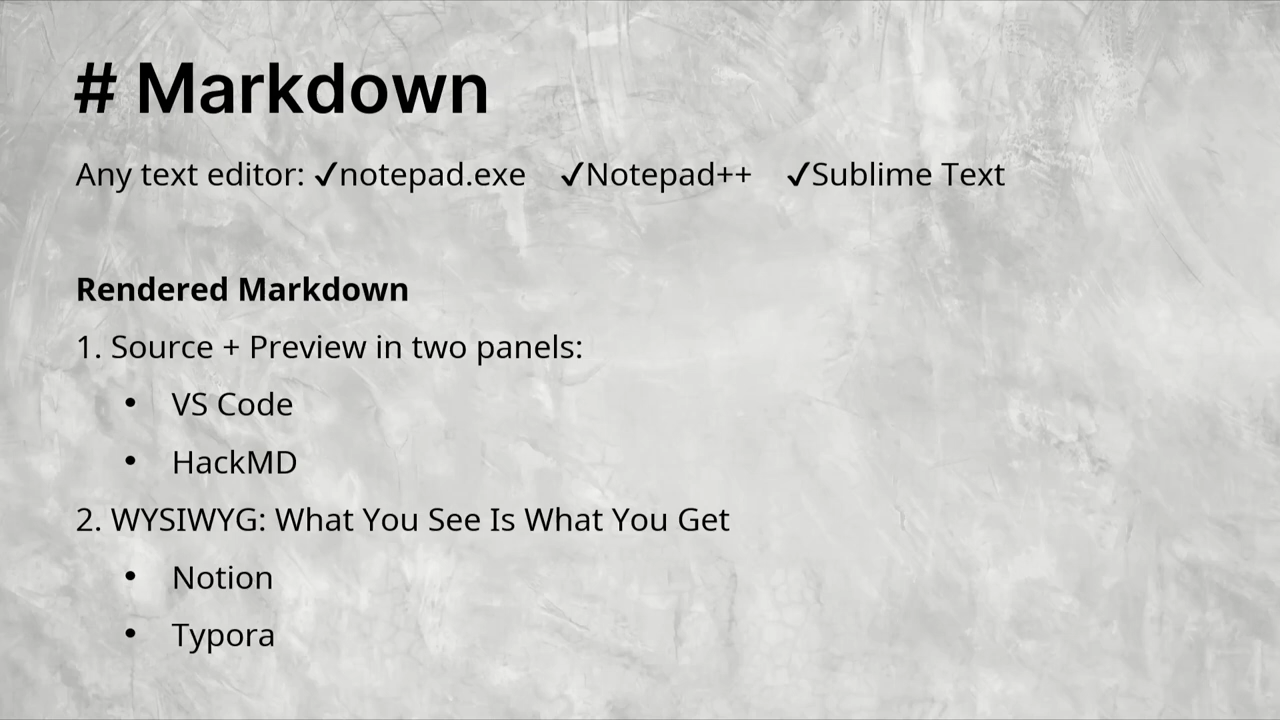 # Markdown
Any text editor: ✓notepad.exe ✓Notepad++ ✓Sublime Text
Rendered Markdown
1. Source + Preview in two panels:
• VS Code
• HackMD
2. WYSIWYG: What You See Is What You Get
• Notion
• Typora